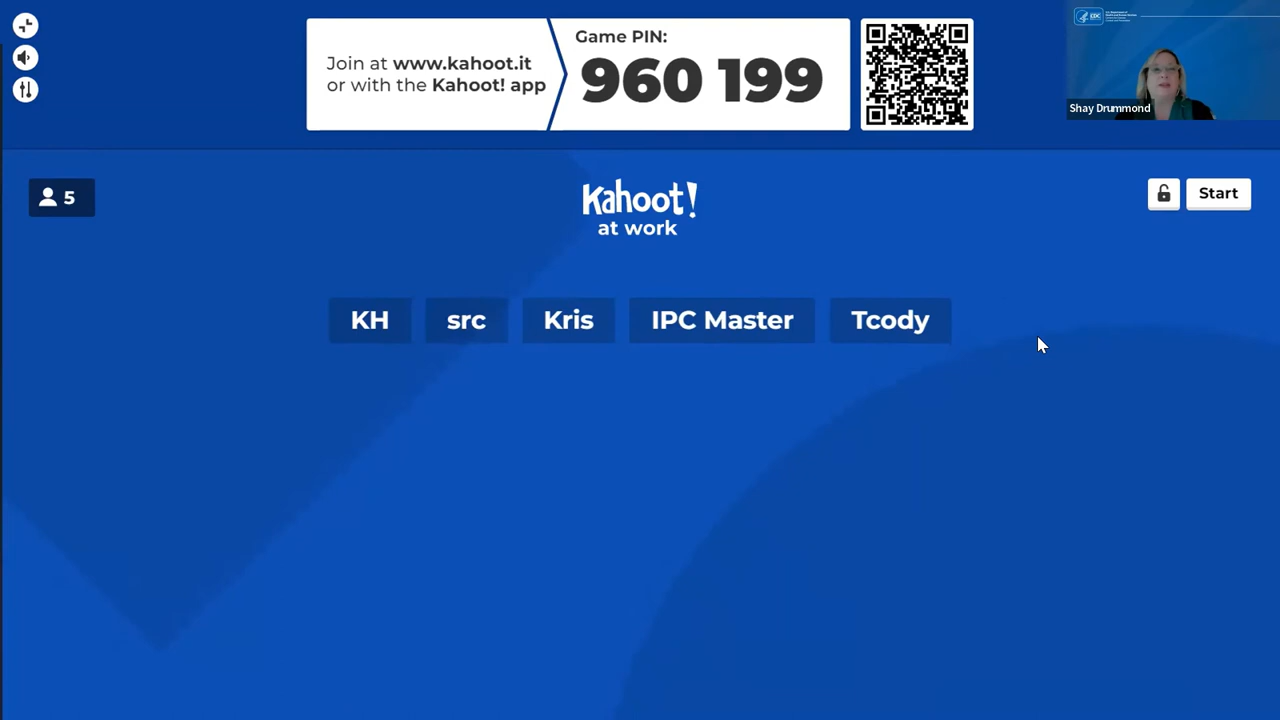 Join at www.kahoot.it
or with the Kahoot! app
Game PIN:
960 199
CDC
Shay Drummond
5
Kahoot!
at work
Start
KH
src
Kris
IPC Master
Tcody